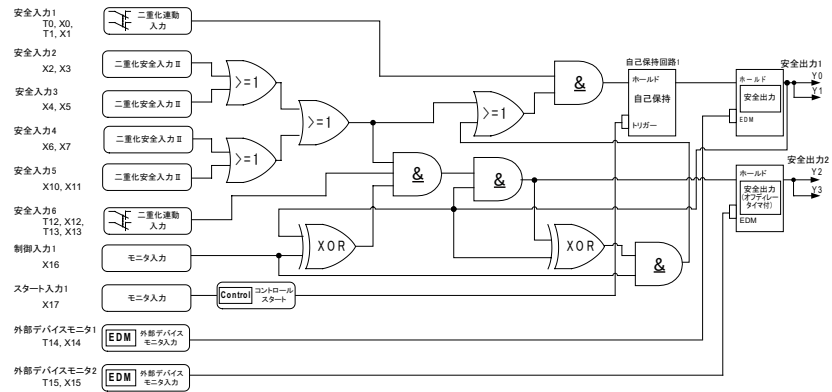 安全入力1
T0, X0,
T1, X1
二重化連動
入力
安全入力2
X2, X3
二重化安全入力Ⅱ
安全入力3
X4, X5
二重化安全入力Ⅱ
安全入力4
X6, X7
二重化安全入力Ⅱ
安全入力5
X10, X11
二重化安全入力Ⅱ
安全入力6
T12, X12,
T13, X13
二重化連動
入力
制御入力1
X16
モニタ入力
スタート入力1
X17
モニタ入力
Control
コントロール
スタート
外部デバイスモニタ1
T14, X14
EDM
外部デバイス
モニタ入力
外部デバイスモニタ2
T15, X15
EDM
外部デバイス
モニタ入力
>=1
>=1
>=1
>=1
&
&
&
&
XOR
XOR
自己保持回路1
ホールド
自己保持
トリガー
安全出力1
Y0
Y1
ホールド
安全出力
EDM
安全出力2
Y2
Y3
ホールド
安全出力
(オフディレー
タイマ付)
EDM